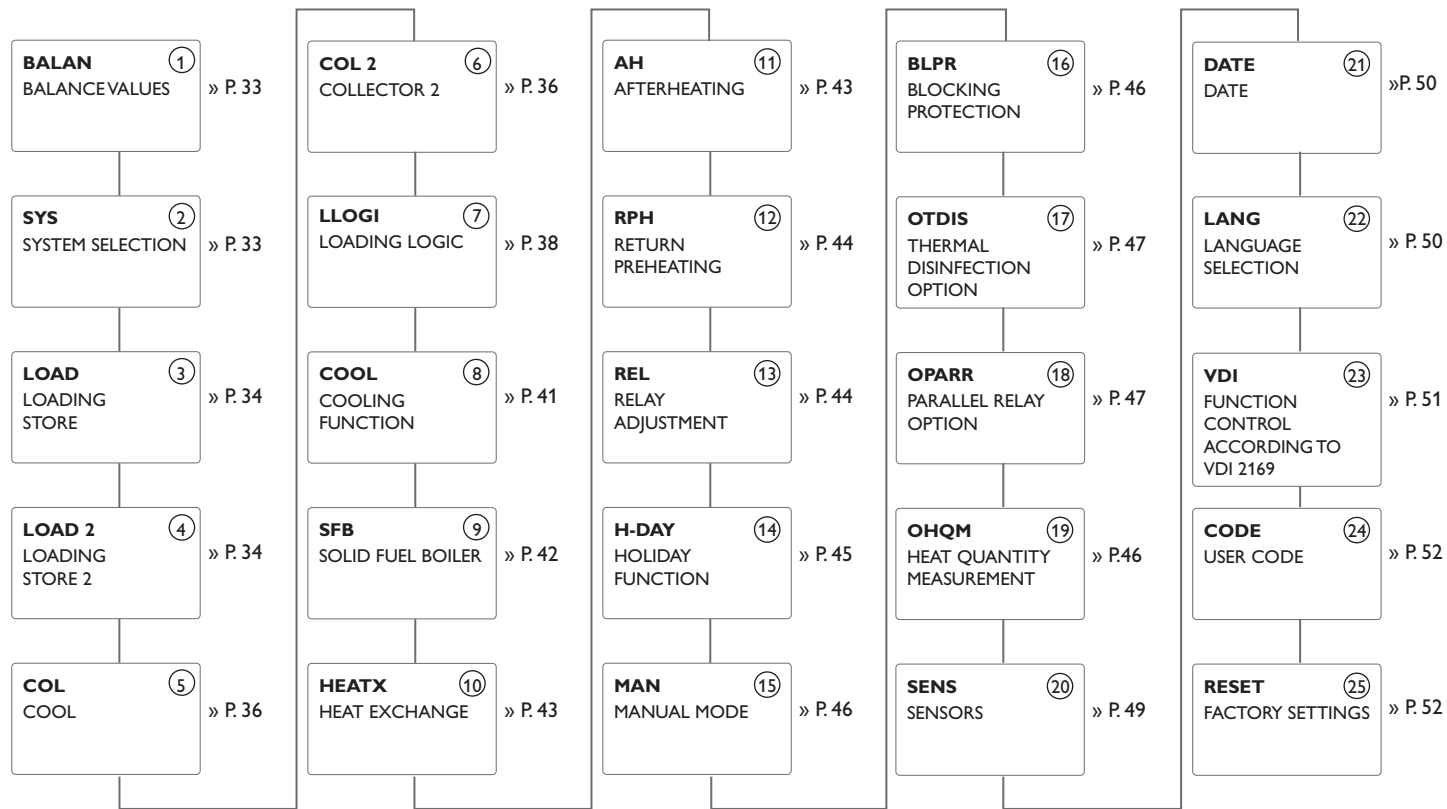 BALAN 1
BALANCE VALUES
» P. 33
SYS 2
SYSTEM SELECTION
» P. 33
LOAD 3
LOADING
STORE
» P. 34
LOAD 2 4
LOADING
STORE 2
» P. 34
COL 5
COOL
» P. 36
COL 2 6
COLLECTOR 2
» P. 36
LLOGI 7
LOADING LOGIC
» P. 38
COOL 8
COOLING
FUNCTION
» P. 41
SFB 9
SOLID FUEL BOILER
» P. 42
HEATX 10
HEAT EXCHANGE
» P. 43
AH 11
AFTERHEATING
» P. 43
RPH 12
RETURN
PREHEATING
» P. 44
REL 13
RELAY
ADJUSTMENT
» P. 44
H-DAY 14
HOLIDAY
FUNCTION
» P. 45
MAN 15
MANUAL MODE
» P. 46
BLPR 16
BLOCKING
PROTECTION
» P. 46
OTDIS 17
THERMAL
DISINFECTION
OPTION
» P. 47
OPARR 18
PARALLEL RELAY
OPTION
» P. 47
OHQM 19
HEAT QUANTITY
MEASUREMENT
» P.46
SENS 20
SENSORS
» P. 49
DATE 21
DATE
»P. 50
LANG 22
LANGUAGE
SELECTION
» P. 50
VDI 23
FUNCTION
CONTROL
ACCORDING TO
VDI 2169
» P. 51
CODE 24
USER CODE
» P. 52
RESET 25
FACTORY SETTINGS
» P. 52